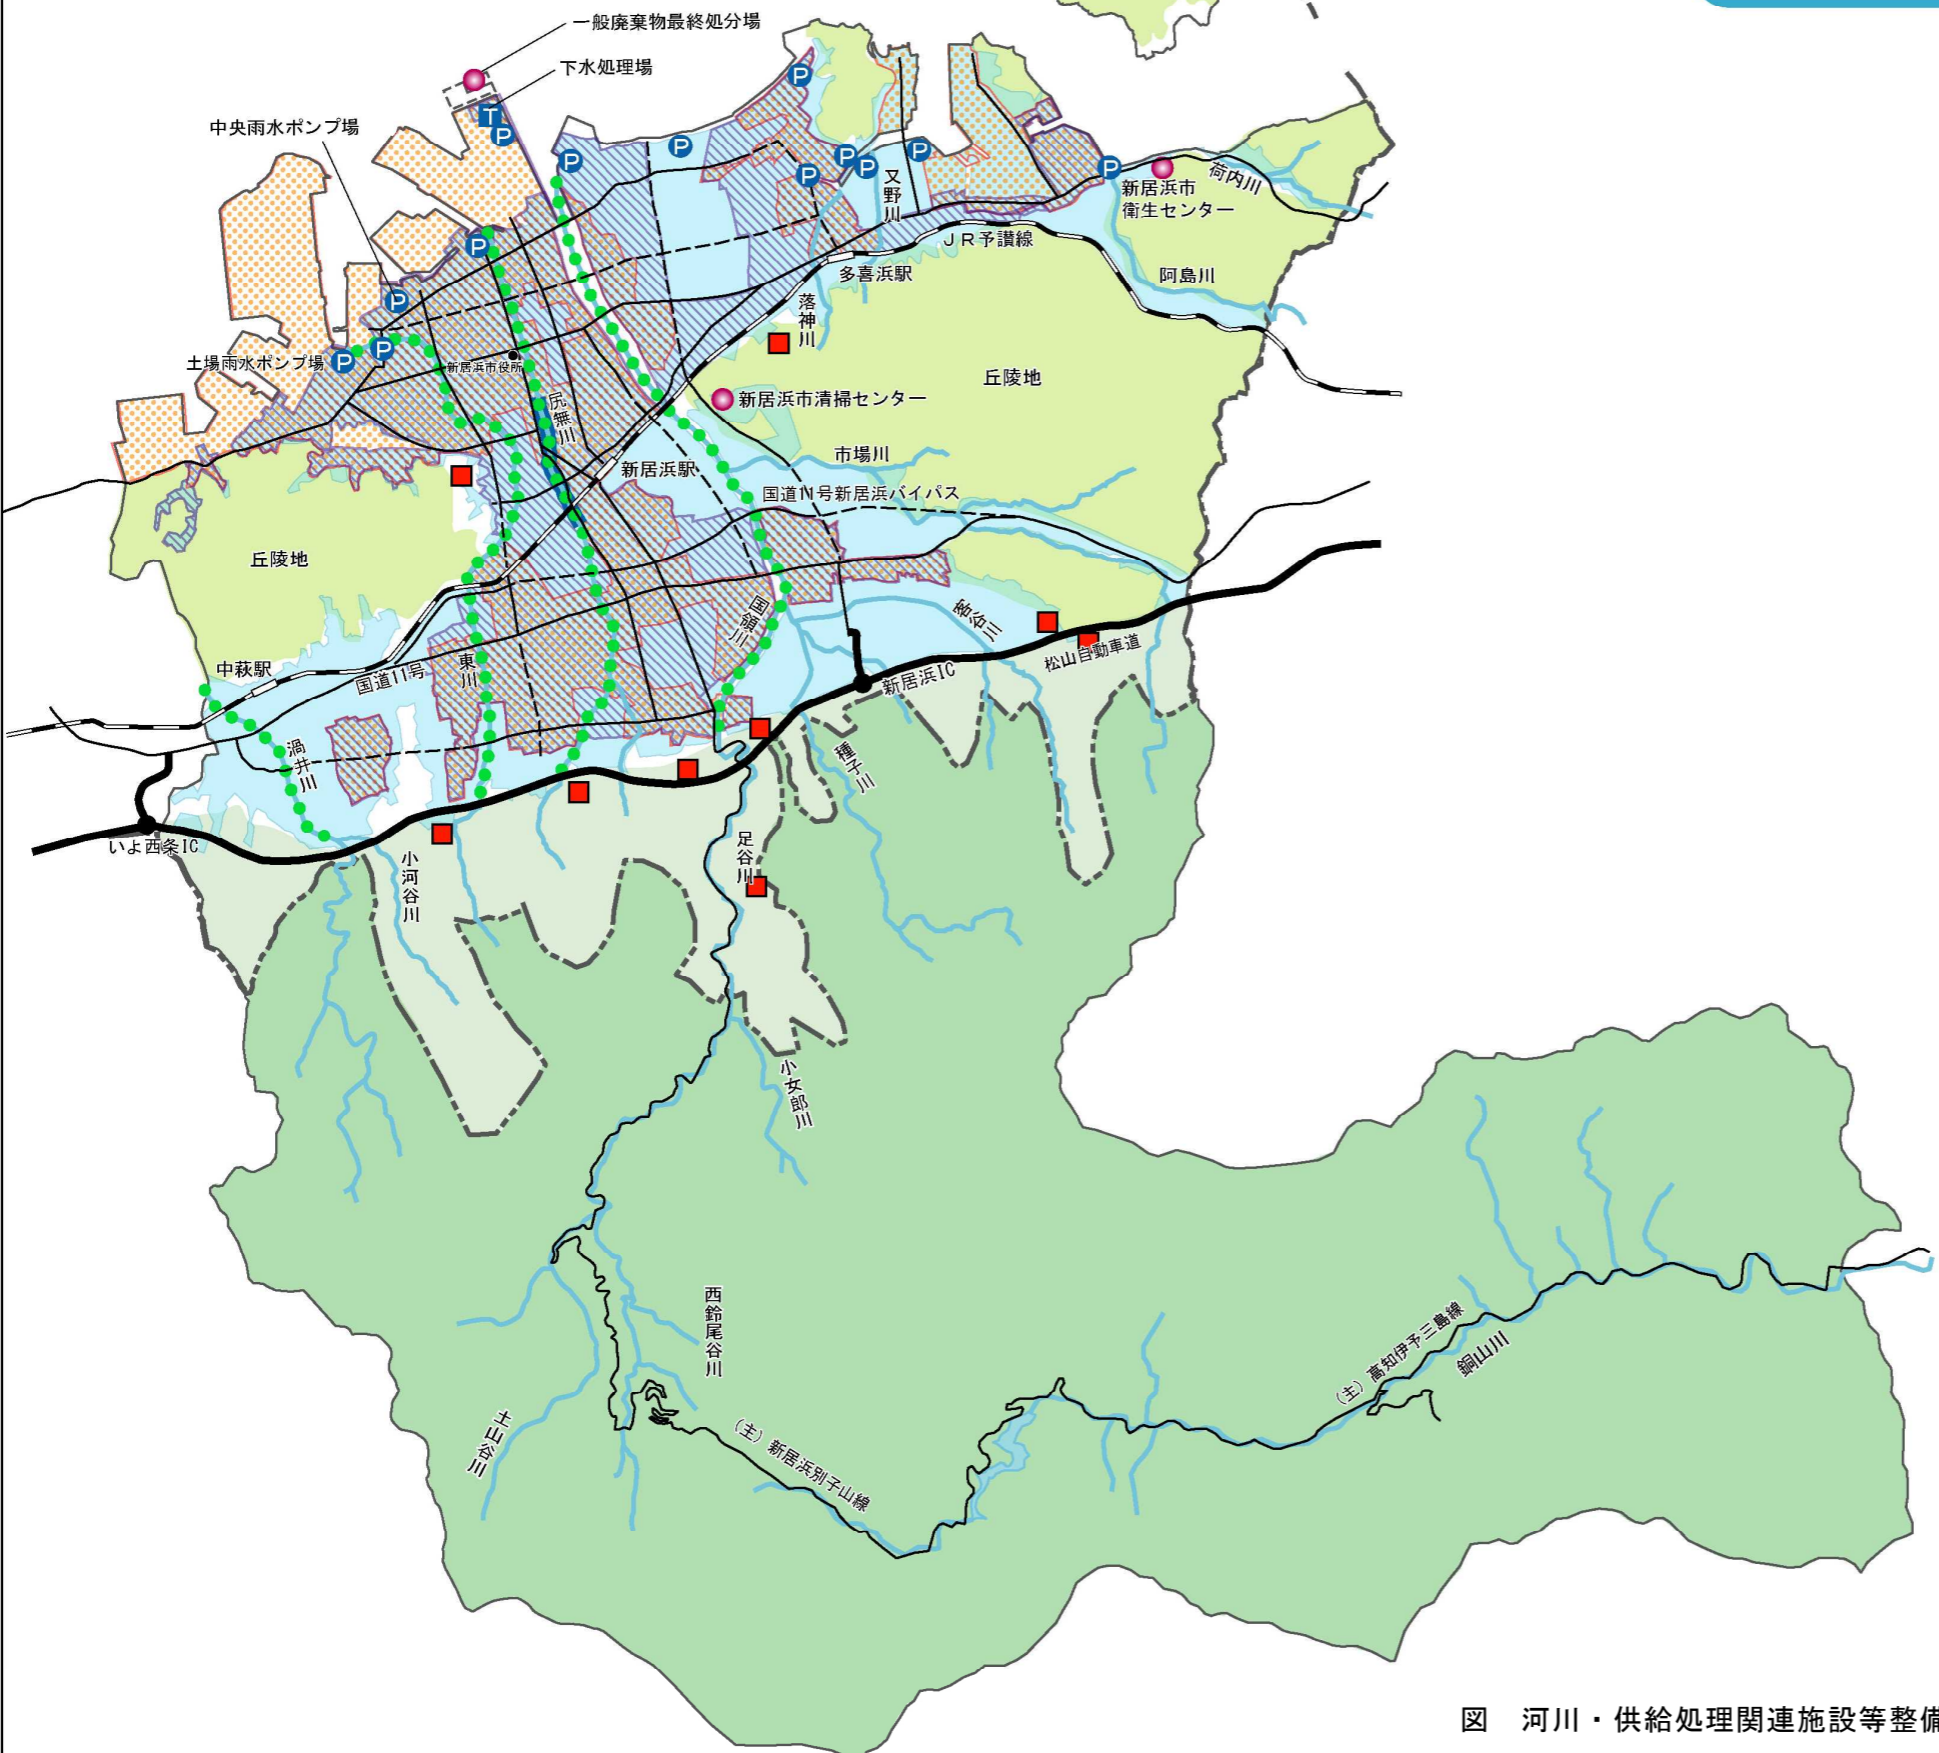 一般廃棄物最終処分場
下水処理場
中央雨水ポンプ場
P
T
P
P
P
P
P
P
P
P
P
又野川
新居浜市
衛生センター
荷内川
JR予讃線
P
多喜浜駅
阿島川
P
落神川
土場雨水ポンプ場
P
P
新居浜市役所
丘陵地
新居浜市清掃センター
尻無川
市場川
新居浜駅
国道11号新居浜バイパス
丘陵地
国領川
客谷川
中萩駅
国道11号
東川
松山自動車道
新居浜IC
渦井川
種子川
いよ西条IC
小河谷川
足谷川
小女郎川
西鈴尾谷川
(主) 高知伊予三島線
銅山川
土山谷川
(主) 新居浜別子山線
図 河川・供給処理関連施設等整備